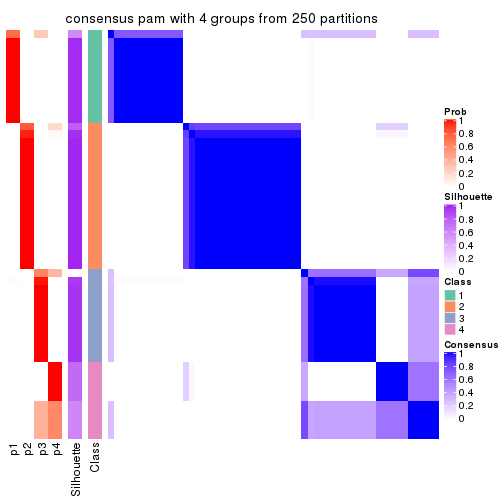 consensus pam with 4 groups from 250 partitions
Prob
1
0.8
0.6
0.4
0.2
0
Silhouette
1
0.8
0.6
0.4
0.2
0
Class
1
2
3
4
Consensus
1
0.8
0.6
0.4
0.2
0
p1
p2
p3
p4
Silhouette
Class